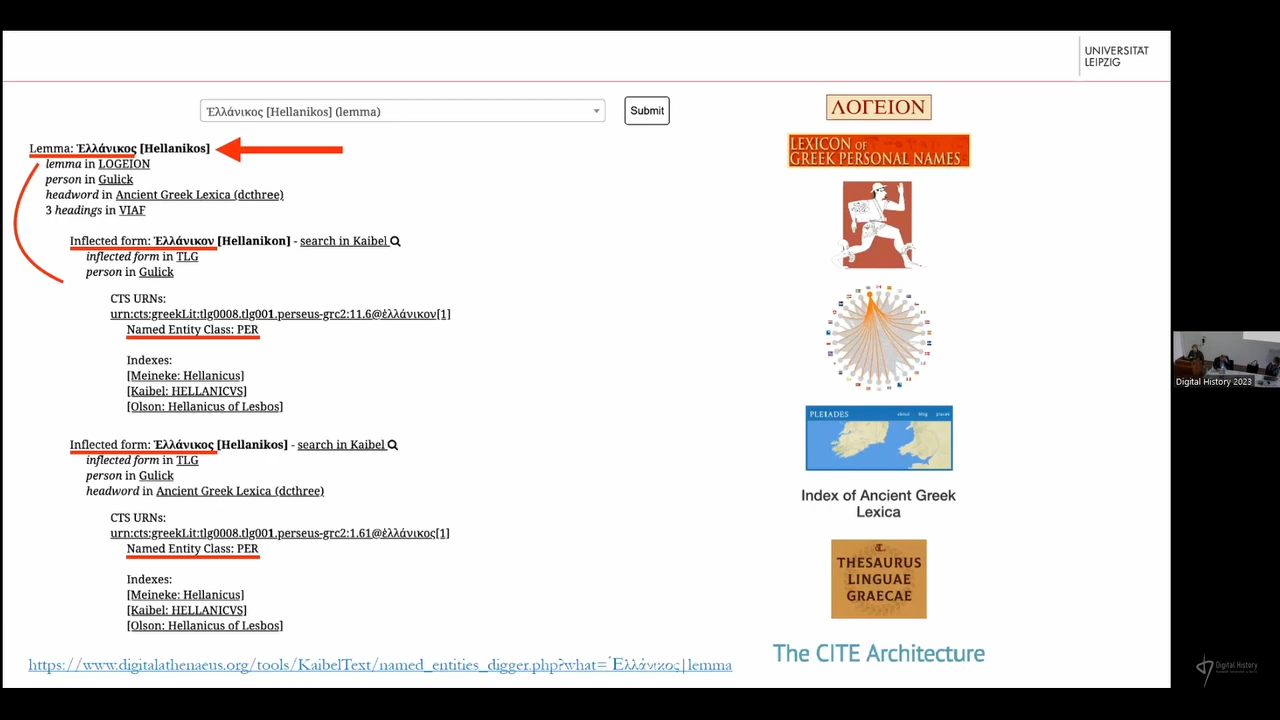 UNIVERSITÄT
LEIPZIG
Ἑλλάνικος [Hellanikos] (lemma)
Submit
Lemma: Ἑλλάνικος [Hellanikos]
lemma in LOGEION
person in Gulick
headword in Ancient Greek Lexica (dcthree)
3 headings in VIAF
Inflected form: Ἑλλάνικον [Hellanikon] - search in Kaibel
inflected form in TLG
person in Gulick
CTS URNs:
urn:cts:greekLit:tlg0008.tlg001.perseus-grc2:11.6@ἑλλάνικον[1]
Named Entity Class: PER
Indexes:
[Meineke: Hellanicus]
[Kaibel: HELLANICVS]
[Olson: Hellanicus of Lesbos]
Inflected form: Ἑλλάνικος [Hellanikos] - search in Kaibel
inflected form in TLG
person in Gulick
headword in Ancient Greek Lexica (dcthree)
CTS URNs:
urn:cts:greekLit:tlg0008.tlg001.perseus-grc2:1.61@ἑλλάνικος[1]
Named Entity Class: PER
Indexes:
[Meineke: Hellanicus]
[Kaibel: HELLANICVS]
[Olson: Hellanicus of Lesbos]
https://www.digitalathenaeus.org/tools/KaibelText/named_entities_digger.php?what=Ἑλλάνικος|lemma
ΛΟΓΕΙΟΝ
LEXICON OF
GREEK PERSONAL NAMES
PLEIADES about blog places
Index of Ancient Greek
Lexica
THESAURUS
LINGUAE
GRAECAE
The CITE Architecture
Digital History 2023
Digital History